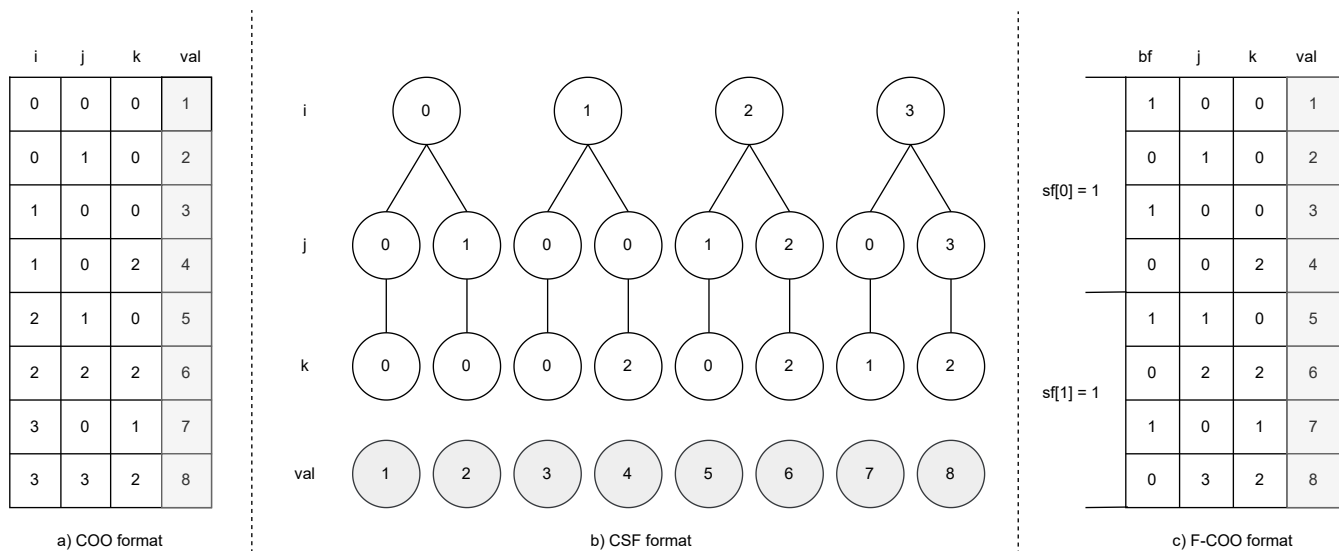 i j k val
0 0 0 1
0 1 0 2
1 0 0 3
1 0 2 4
2 1 0 5
2 2 2 6
3 0 1 7
3 3 2 8
a) COO format
i 0 1 2 3
j 0 1 0 0 1 2 0 3
k 0 0 0 2 0 2 1 2
val 1 2 3 4 5 6 7 8
b) CSF format
bf j k val
1 0 0 1
0 1 0 2
sf[0] = 1
1 0 0 3
0 0 2 4
1 1 0 5
0 2 2 6
sf[1] = 1
1 0 1 7
0 3 2 8
c) F-COO format